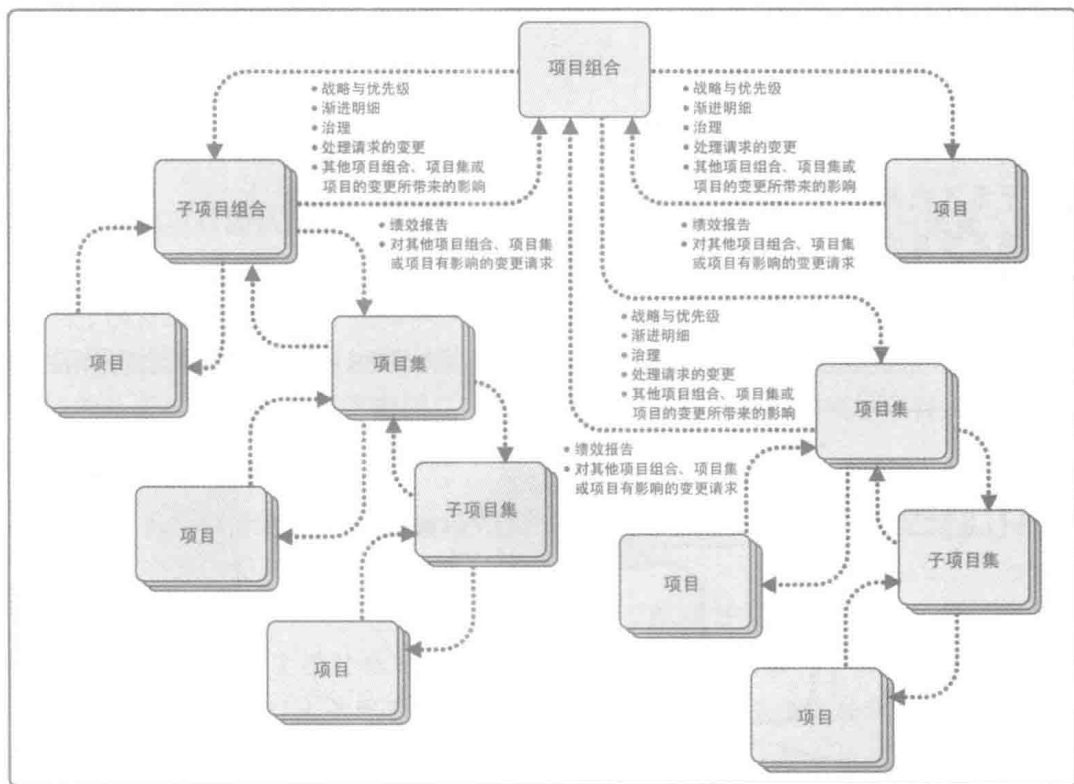 项目组合
• 战略与优先级
• 渐进明细
• 治理
• 处理请求的变更
• 其他项目组合、项目集或
项目的变更所带来的影响
• 战略与优先级
• 渐进明细
• 治理
• 处理请求的变更
• 其他项目组合、项目集或
项目的变更所带来的影响
子项目组合
项目
• 绩效报告
• 对其他项目组合、项目集
或项目有影响的变更请求
• 绩效报告
• 对其他项目组合、项目集
或项目有影响的变更请求
项目
项目集
• 战略与优先级
• 渐进明细
• 治理
• 处理请求的变更
• 其他项目组合、项目集或
项目的变更所带来的影响
项目集
• 绩效报告
• 对其他项目组合、项目集
或项目有影响的变更请求
项目
子项目集
项目
子项目集
项目
项目